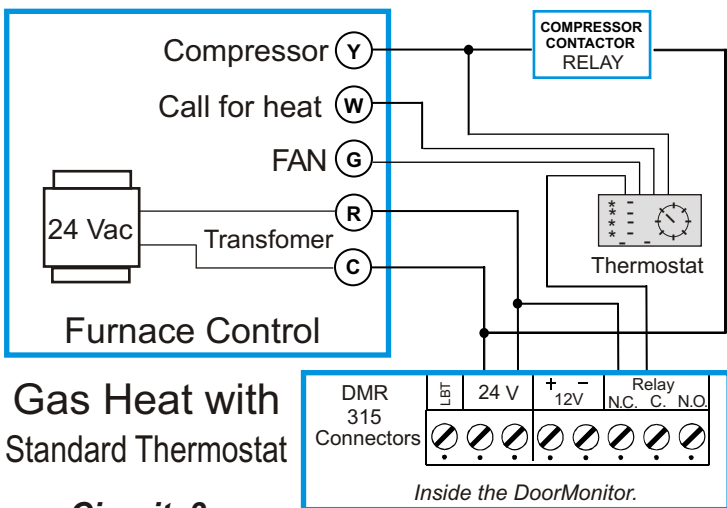 Compressor Y
COMPRESSOR
CONTACTOR
RELAY
Call for heat W
FAN G
24 Vac
R
Transfomer
C
Thermostat
Furnace Control
Gas Heat with
Standard Thermostat
DMR
315
Connectors
LBT
24 V
+ -
12V
Relay
N.C. C. N.O.
Inside the DoorMonitor.